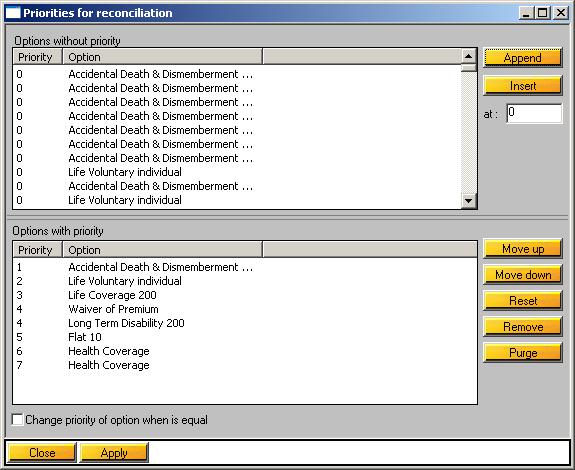 Priorities for reconciliation
Options without priority
Priority Option
0 Accidental Death & Dismemberment ...
0 Accidental Death & Dismemberment ...
0 Accidental Death & Dismemberment ...
0 Accidental Death & Dismemberment ...
0 Accidental Death & Dismemberment ...
0 Accidental Death & Dismemberment ...
0 Accidental Death & Dismemberment ...
0 Life Voluntary individual
0 Accidental Death & Dismemberment ...
0 Life Voluntary individual
Append
Insert
at : 0
Options with priority
Priority Option
1 Accidental Death & Dismemberment ...
2 Life Voluntary individual
3 Life Coverage 200
4 Waiver of Premium
4 Long Term Disability 200
5 Flat 10
6 Health Coverage
7 Health Coverage
Move up
Move down
Reset
Remove
Purge
Change priority of option when is equal
Close Apply